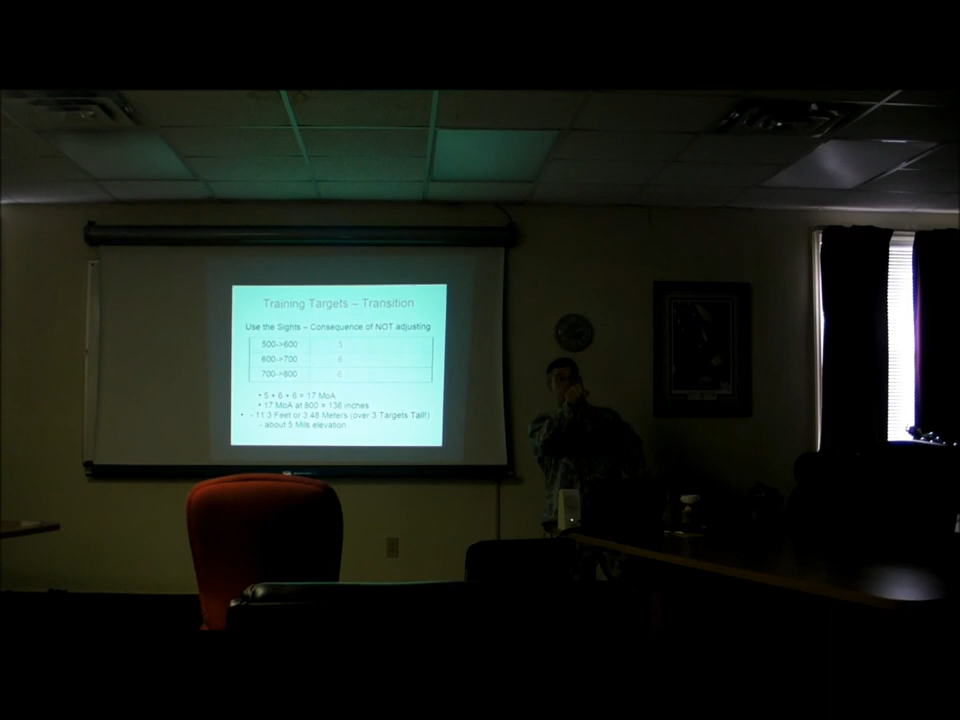 Training Targets – Transition
Use the Sights – Consequence of NOT adjusting
500->600 5
600->700 6
700->800 6
• 5 + 6 + 6 = 17 MoA
• 17 MoA at 800 = 136 inches
• - 11.3 Feet or 3.48 Meters (over 3 Targets Tall!)
- about 5 Mils elevation